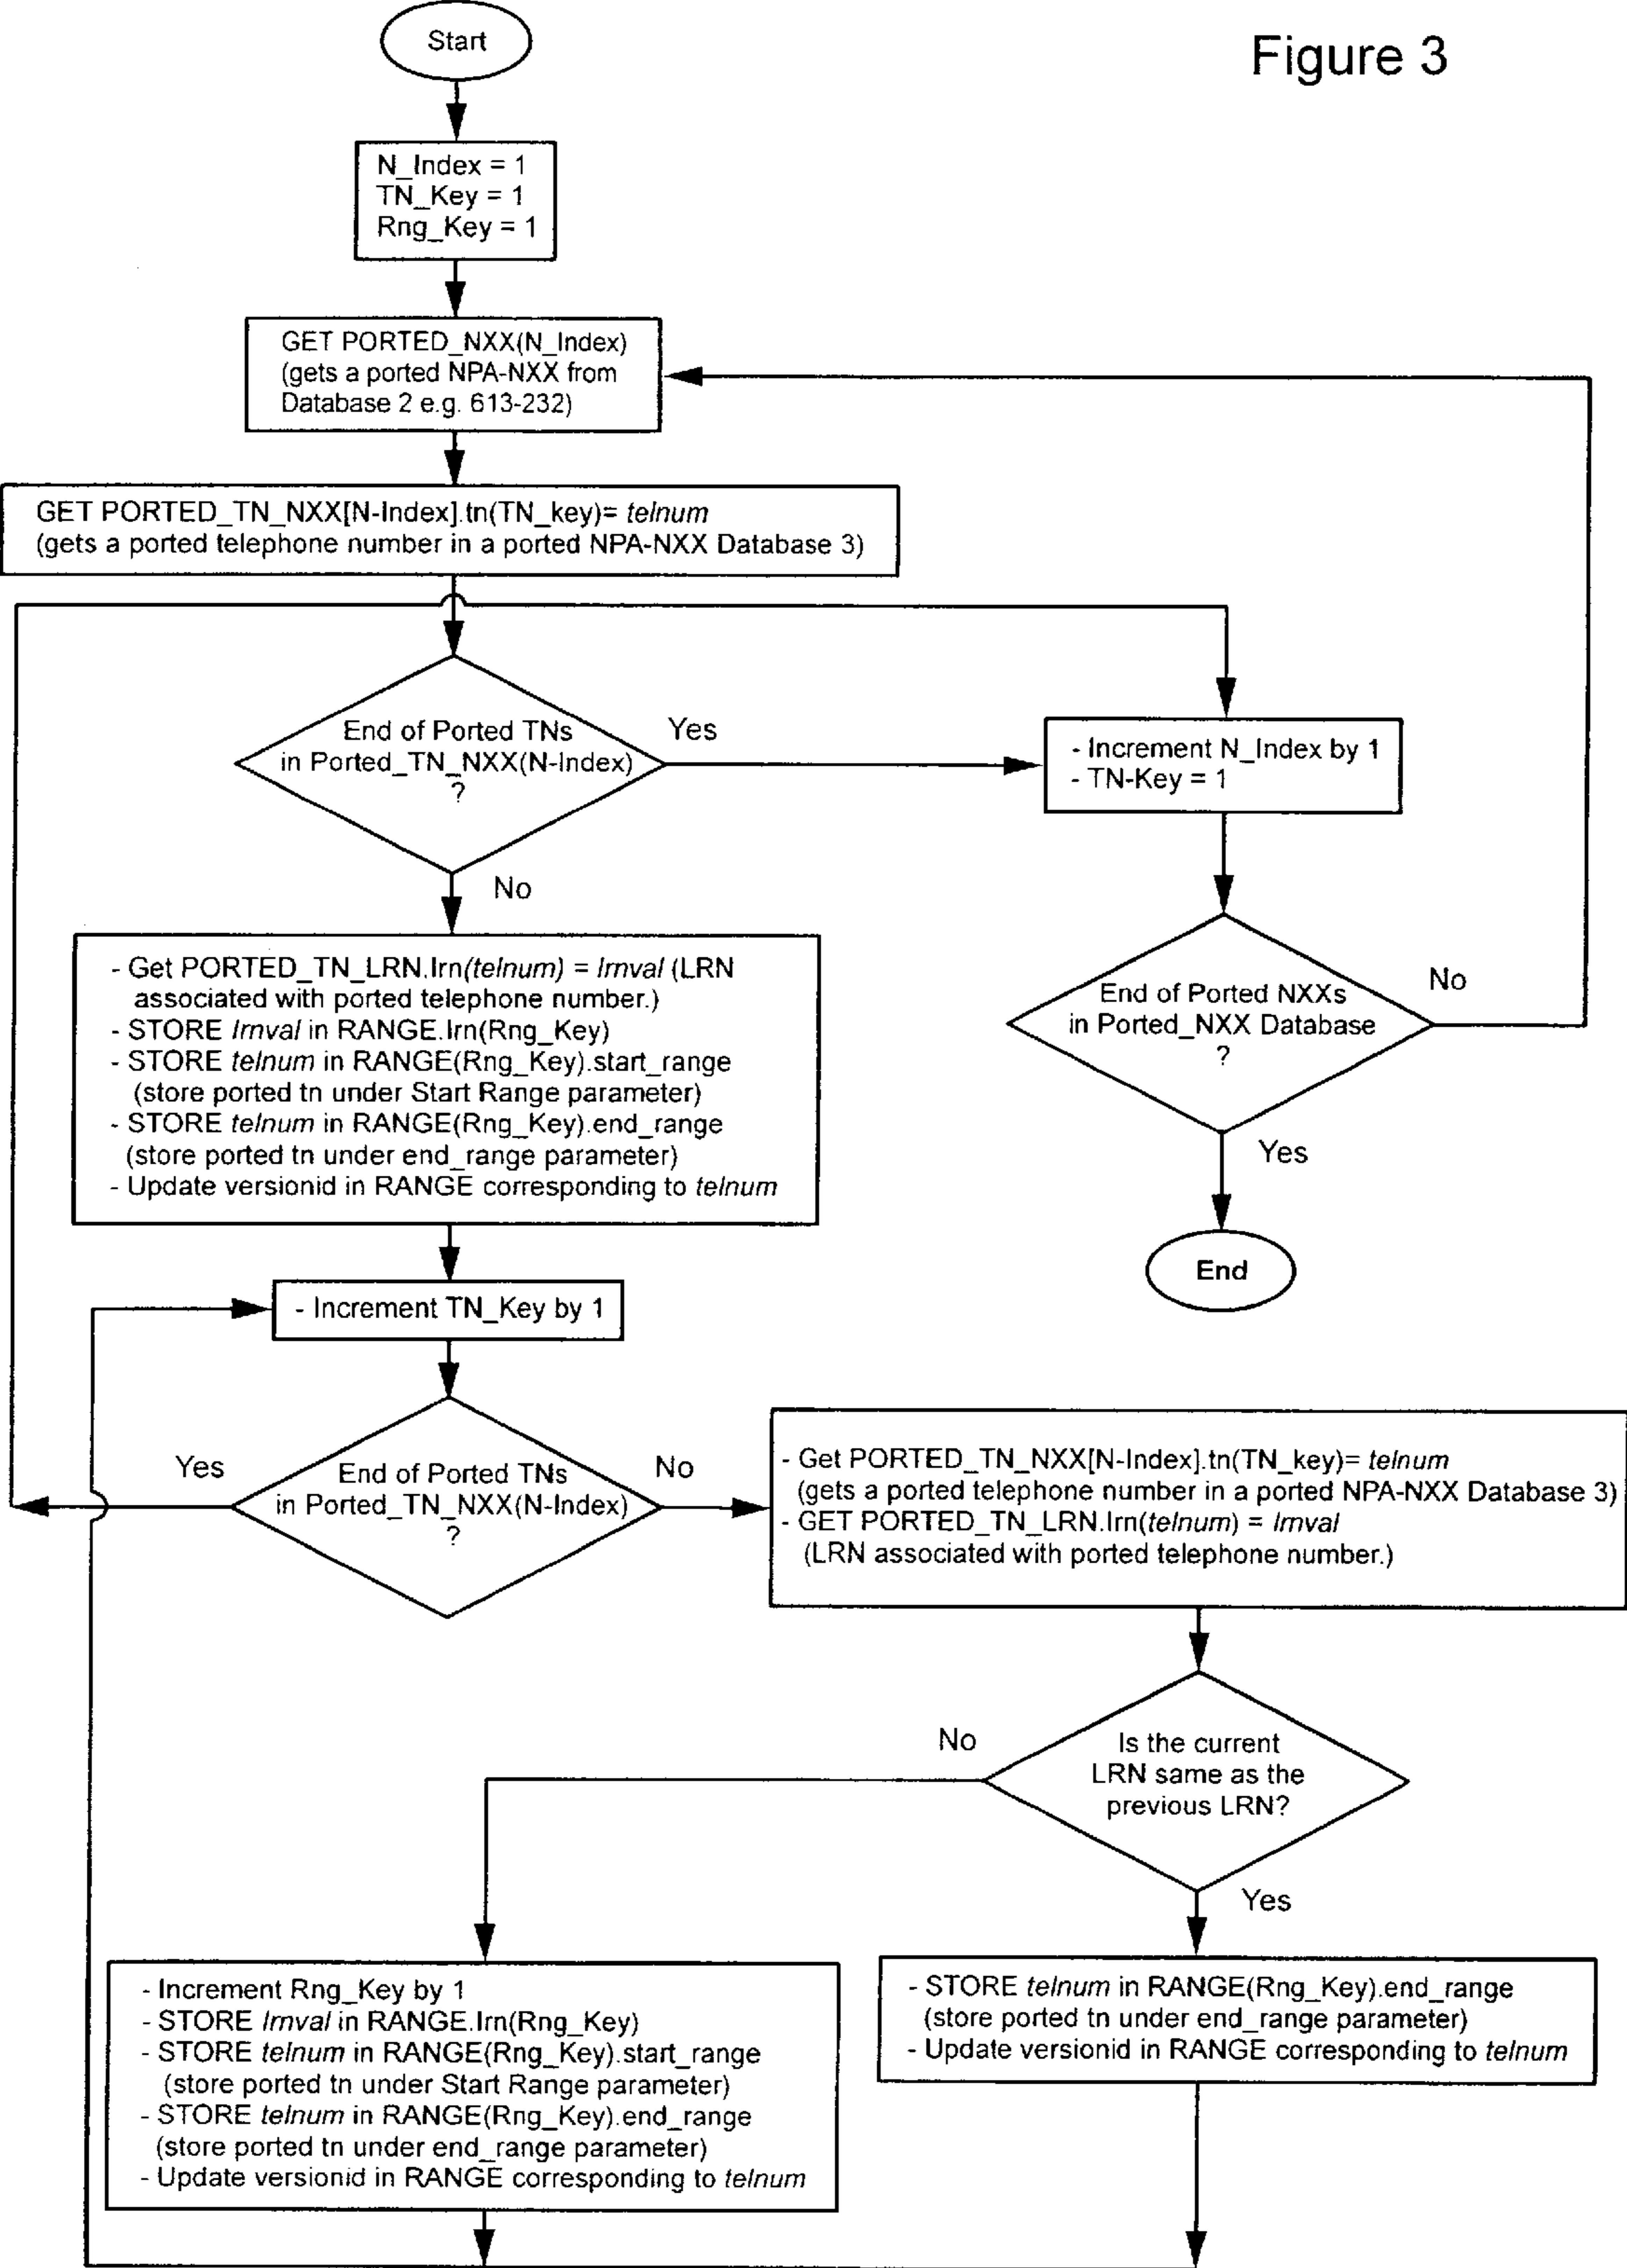 Figure 3
Start
N_Index = 1
TN_Key = 1
Rng_Key = 1
GET PORTED_NXX(N_Index)
(gets a ported NPA-NXX from
Database 2 e.g. 613-232)
GET PORTED_TN_NXX[N-Index].tn(TN_key)= telnum
(gets a ported telephone number in a ported NPA-NXX Database 3)
End of Ported TNs
in Ported_TN_NXX(N-Index)
?
Yes
No
- Increment N_Index by 1
- TN-Key = 1
End of Ported NXXs
in Ported_NXX Database
?
No
Yes
End
- Get PORTED_TN_LRN.lrn(telnum) = lrnval (LRN
associated with ported telephone number.)
- STORE lrnval in RANGE.lrn(Rng_Key)
- STORE telnum in RANGE(Rng_Key).start_range
(store ported tn under Start Range parameter)
- STORE telnum in RANGE(Rng_Key).end_range
(store ported tn under end_range parameter)
- Update versionid in RANGE corresponding to telnum
- Increment TN_Key by 1
Yes
End of Ported TNs
in Ported_TN_NXX(N-Index)
?
No
- Get PORTED_TN_NXX[N-Index].tn(TN_key)= telnum
(gets a ported telephone number in a ported NPA-NXX Database 3)
- GET PORTED_TN_LRN.lrn(telnum) = lrnval
(LRN associated with ported telephone number.)
No
Is the current
LRN same as the
previous LRN?
Yes
- Increment Rng_Key by 1
- STORE lrnval in RANGE.lrn(Rng_Key)
- STORE telnum in RANGE(Rng_Key).start_range
(store ported tn under Start Range parameter)
- STORE telnum in RANGE(Rng_Key).end_range
(store ported tn under end_range parameter)
- Update versionid in RANGE corresponding to telnum
- STORE telnum in RANGE(Rng_Key).end_range
(store ported tn under end_range parameter)
- Update versionid in RANGE corresponding to telnum